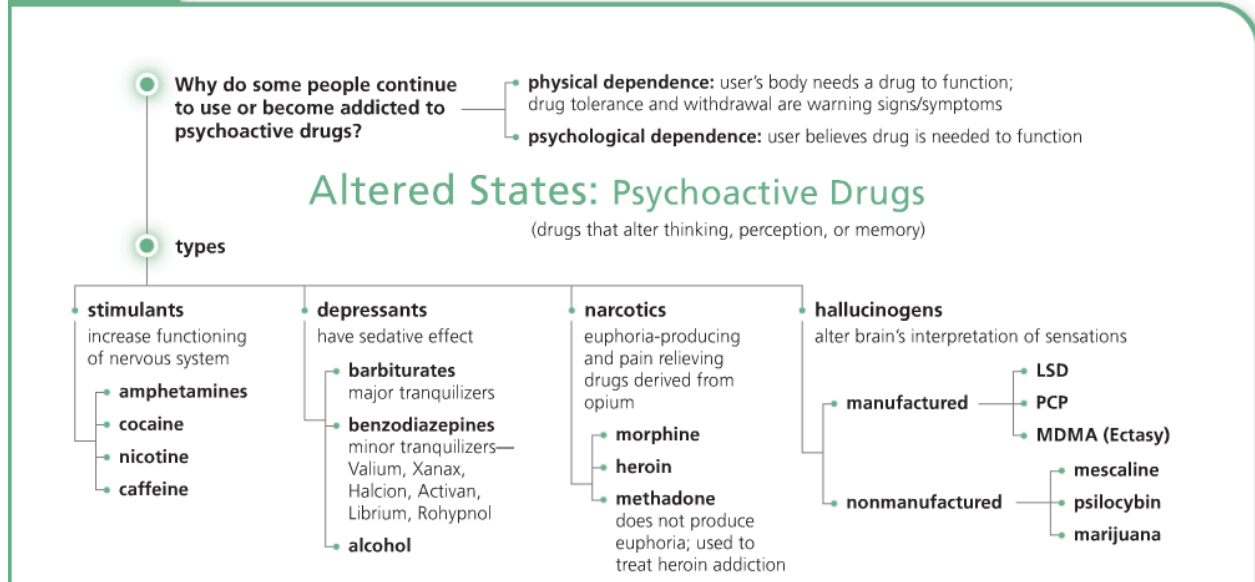 Why do some people continue
to use or become addicted to
psychoactive drugs?
physical dependence: user's body needs a drug to function;
drug tolerance and withdrawal are warning signs/symptoms
psychological dependence: user believes drug is needed to function
Altered States: Psychoactive Drugs
(drugs that alter thinking, perception, or memory)
types
stimulants
increase functioning
of nervous system
amphetamines
cocaine
nicotine
caffeine
depressants
have sedative effect
barbiturates
major tranquilizers
benzodiazepines
minor tranquilizers—
Valium, Xanax,
Halcion, Activan,
Librium, Rohypnol
alcohol
narcotics
euphoria-producing
and pain relieving
drugs derived from
opium
morphine
heroin
methadone
does not produce
euphoria; used to
treat heroin addiction
hallucinogens
alter brain's interpretation of sensations
manufactured
LSD
PCP
MDMA (Ectasy)
nonmanufactured
mescaline
psilocybin
marijuana